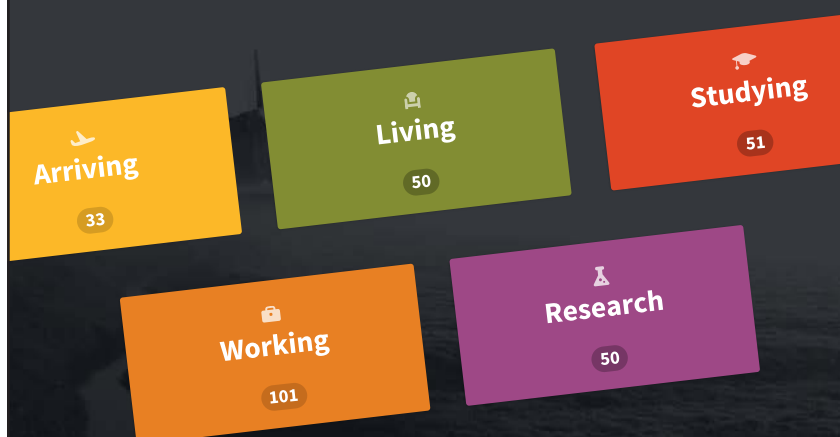 Arriving
33
Living
50
Studying
51
Working
101
Research
50